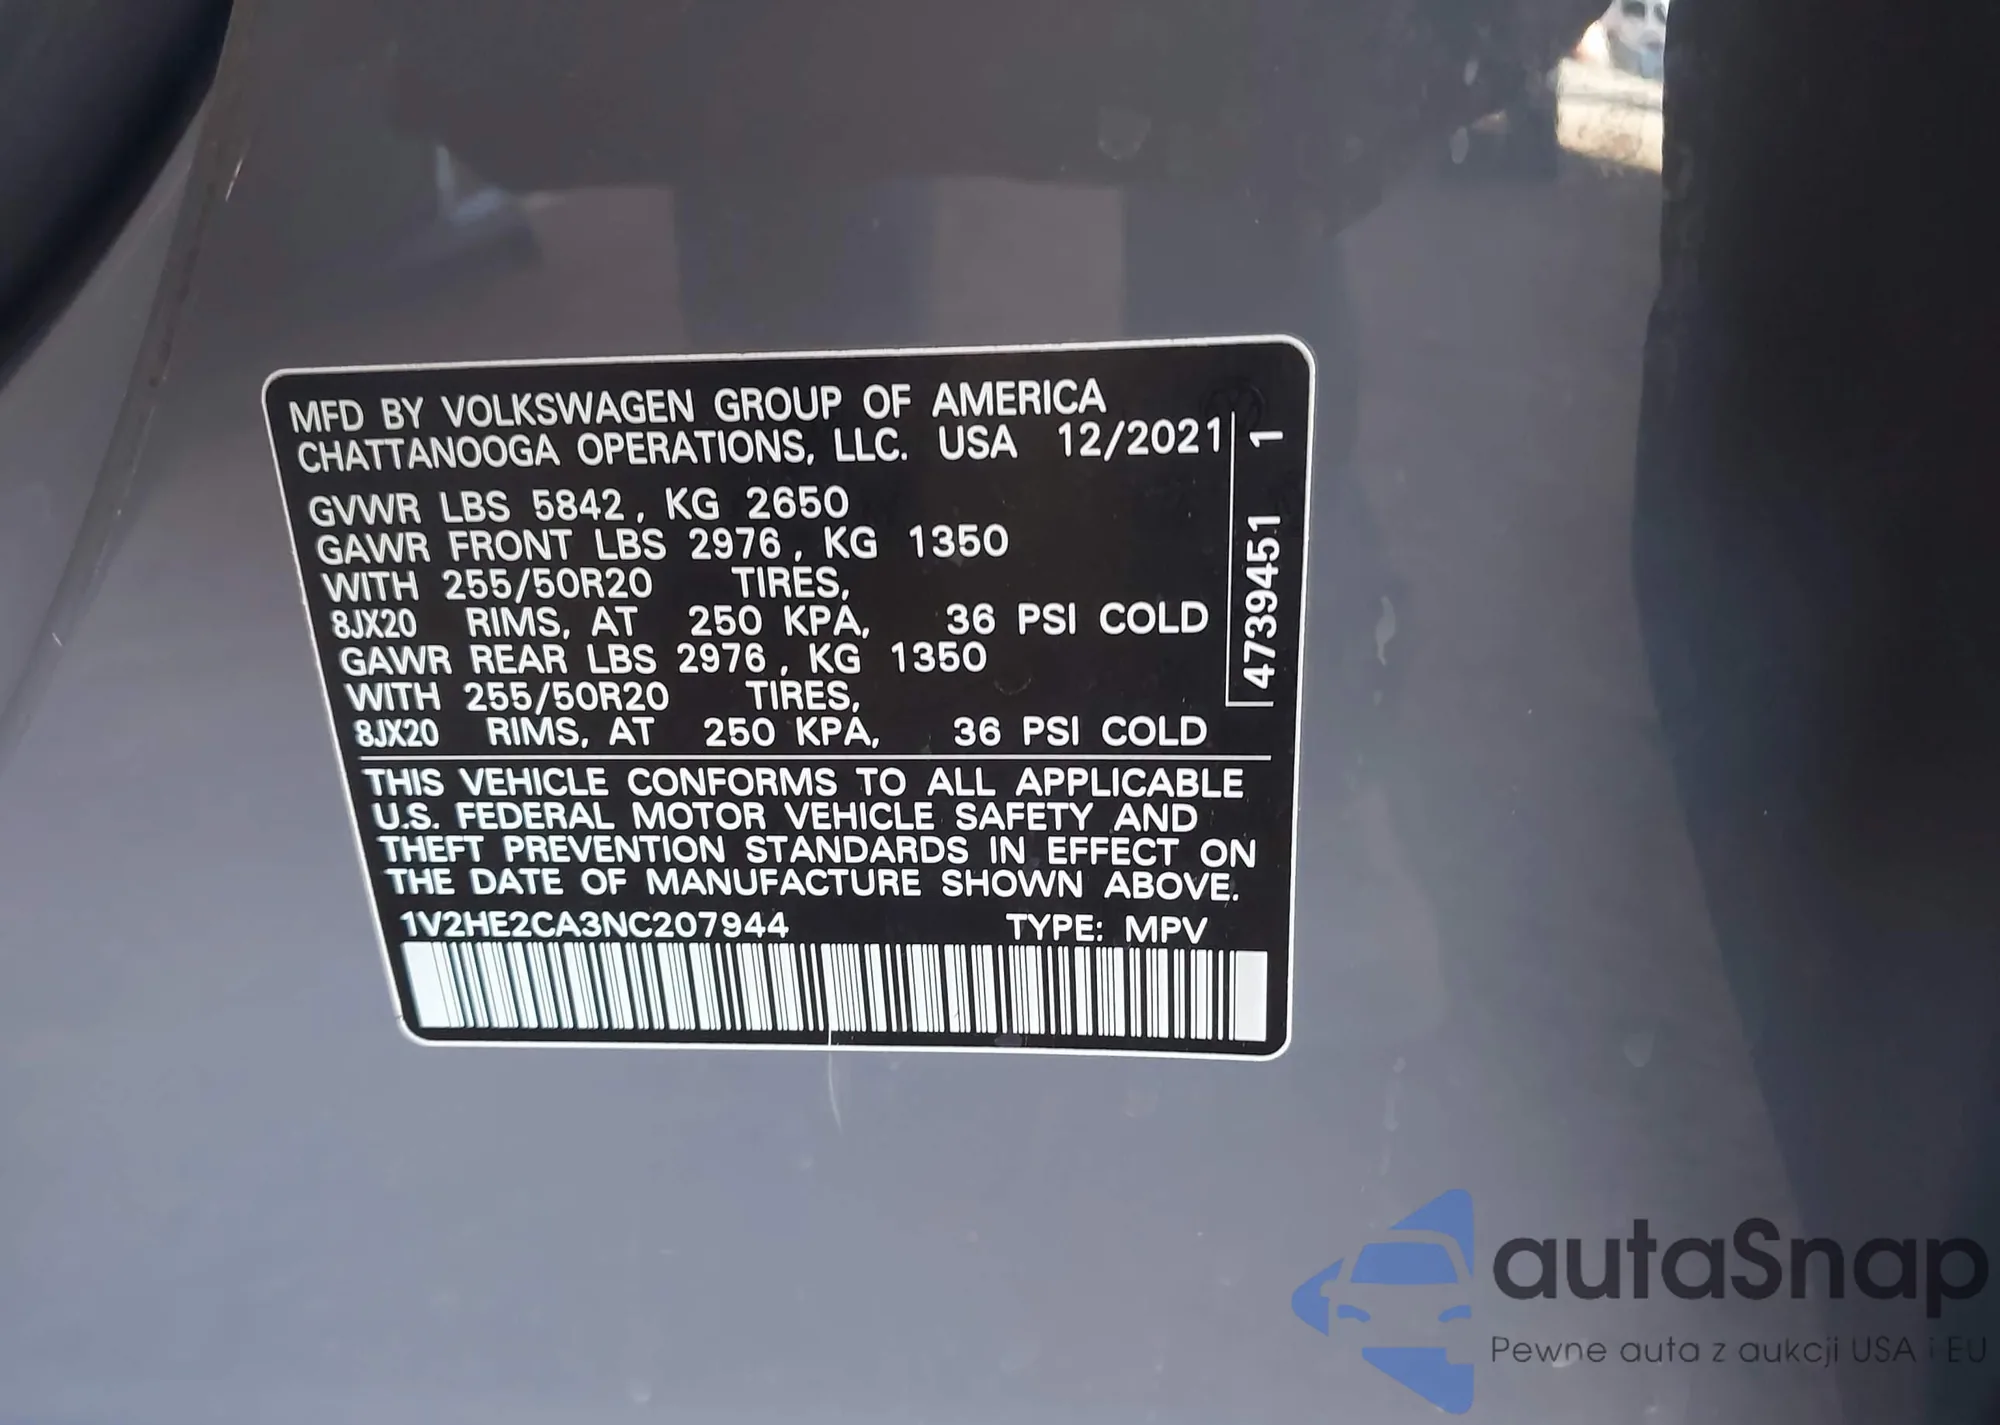 MFD BY VOLKSWAGEN GROUP OF AMERICA
CHATTANOOGA OPERATIONS, LLC. USA 12/2021
GVWR LBS 5842, KG 2650
GAWR FRONT LBS 2976, KG 1350
WITH 255/50R20 TIRES,
8JX20 RIMS, AT 250 KPA, 36 PSI COLD
GAWR REAR LBS 2976, KG 1350
WITH 255/50R20 TIRES,
8JX20 RIMS, AT 250 KPA, 36 PSI COLD
THIS VEHICLE CONFORMS TO ALL APPLICABLE
U.S. FEDERAL MOTOR VEHICLE SAFETY AND
THEFT PREVENTION STANDARDS IN EFFECT ON
THE DATE OF MANUFACTURE SHOWN ABOVE.
1V2HE2CA3NC207944 TYPE: MPV
4739451 1
autaSnap
Pewne auta z aukcji USA i EU